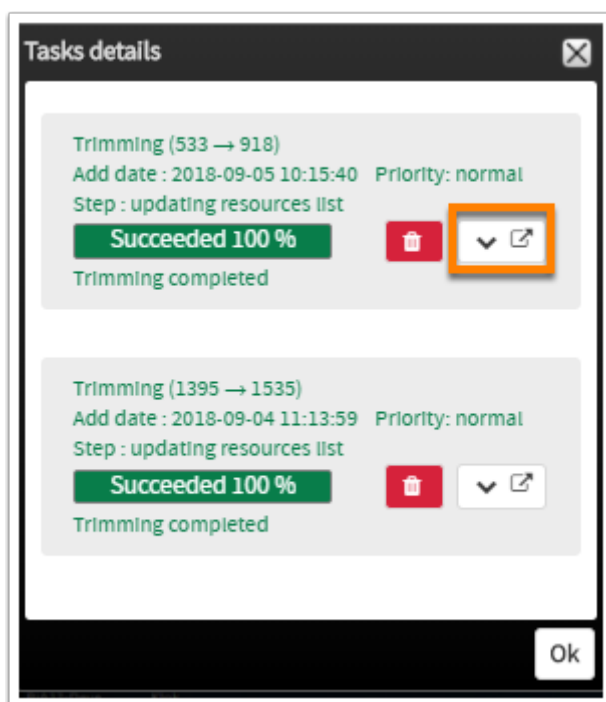 Tasks details
Trimming (533 → 918)
Add date : 2018-09-05 10:15:40 Priority: normal
Step : updating resources list
Succeeded 100 %
Trimming completed
Trimming (1395 → 1535)
Add date : 2018-09-04 11:13:59 Priority: normal
Step : updating resources list
Succeeded 100 %
Trimming completed
Ok